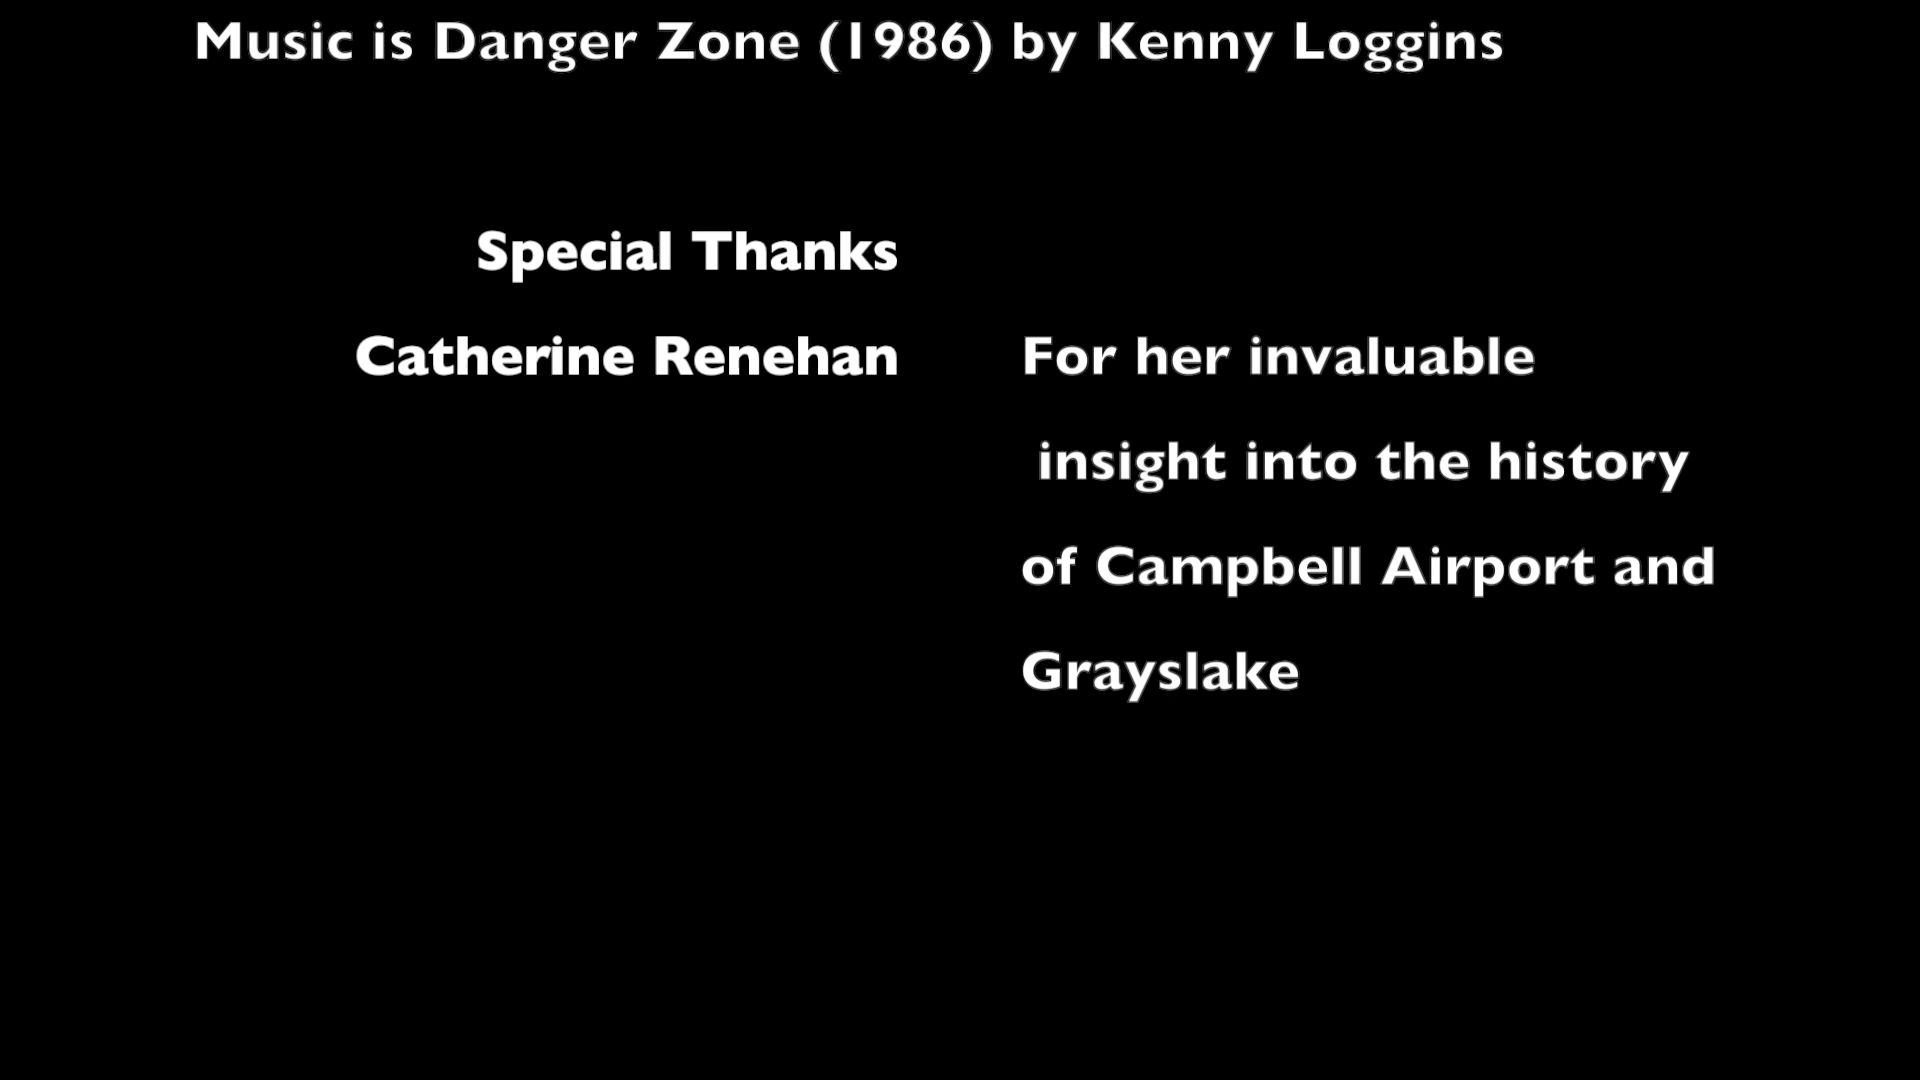 Music is Danger Zone (1986) by Kenny Loggins
Special Thanks
Catherine Renehan For her invaluable
insight into the history
of Campbell Airport and
Grayslake